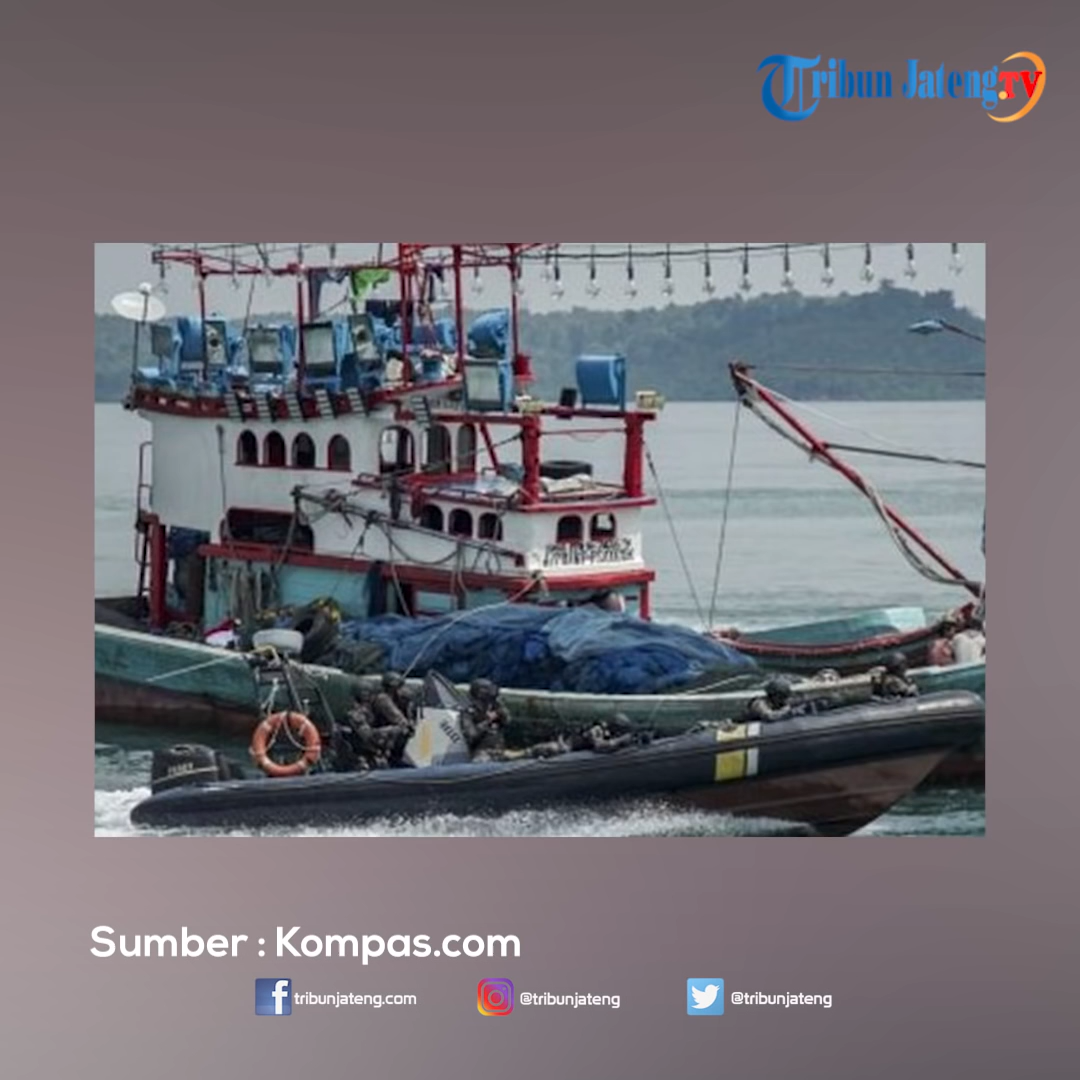 Tribun Jateng.TV
Sumber : Kompas.com
tribunjateng.com
@tribunjateng
@tribunjateng